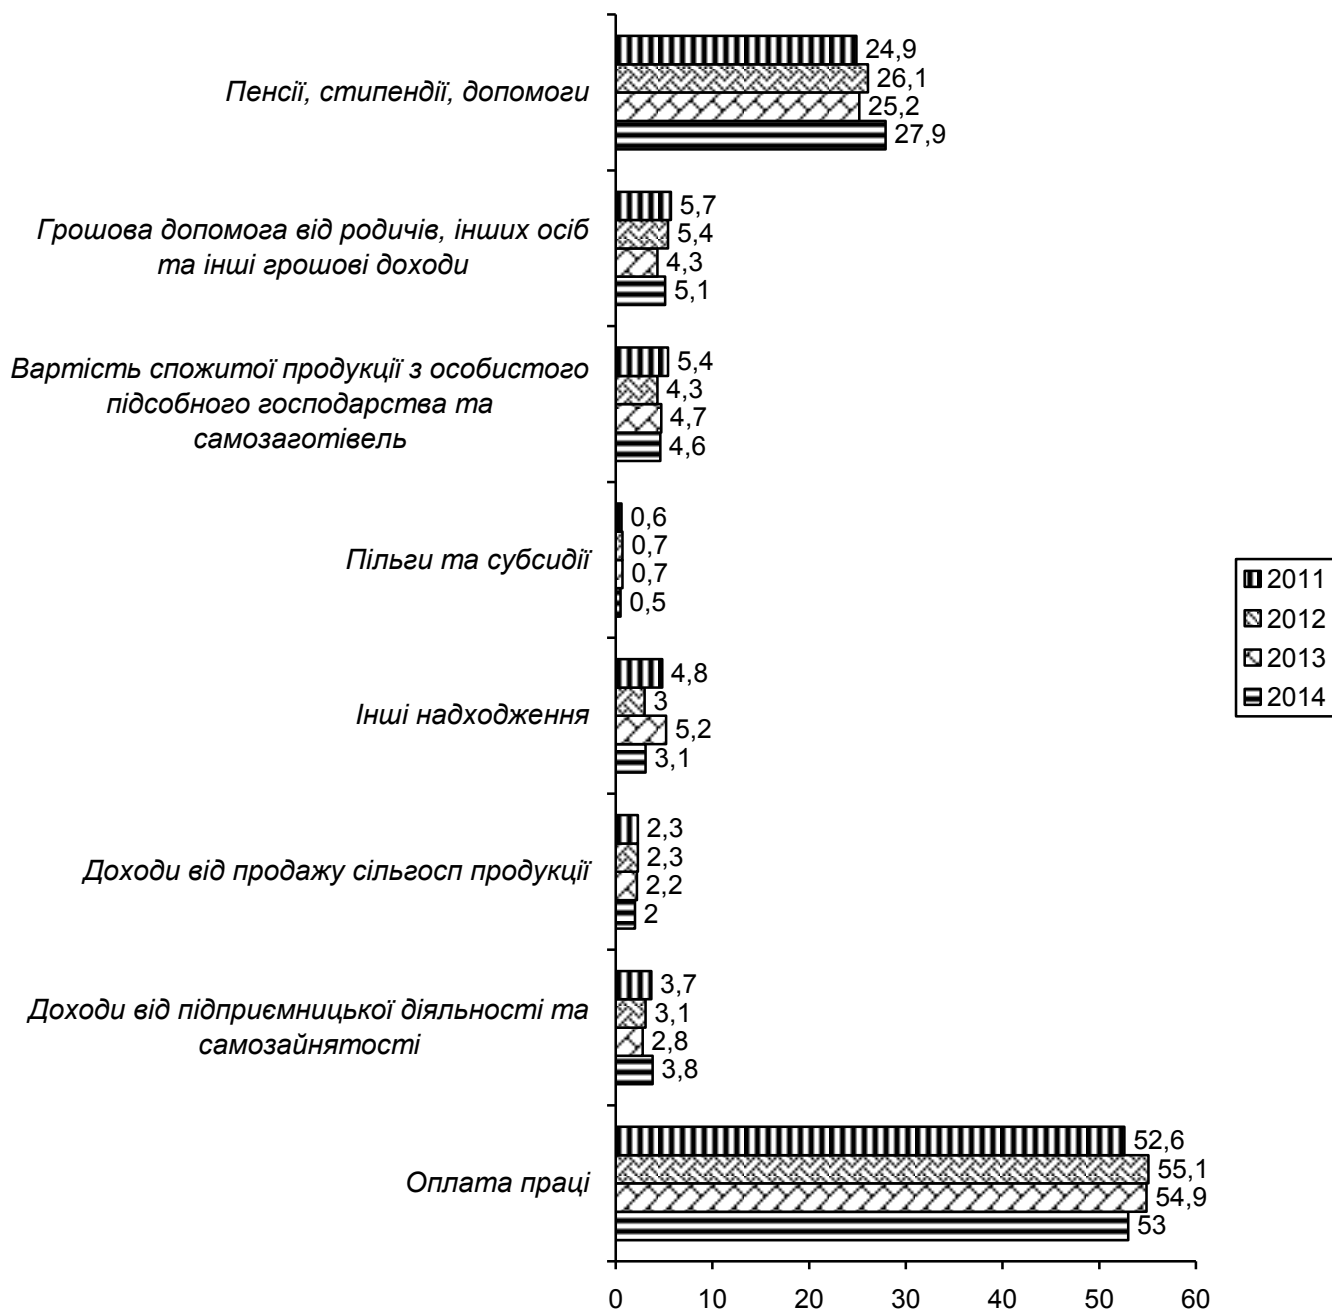 Пенсії, стипендії, допомоги
24,9
26,1
25,2
27,9
Грошова допомога від родичів, інших осіб
та інші грошові доходи
5,7
5,4
4,3
5,1
Вартість спожитої продукції з особистого
підсобного господарства та
самозаготівель
5,4
4,3
4,7
4,6
Пільги та субсидії
0,6
0,7
0,7
0,5
Інші надходження
4,8
3
5,2
3,1
Доходи від продажу сільгосп продукції
2,3
2,3
2,2
2
Доходи від підприємницької діяльності та
самозайнятості
3,7
3,1
2,8
3,8
Оплата праці
52,6
55,1
54,9
53
0 10 20 30 40 50 60
2011
2012
2013
2014